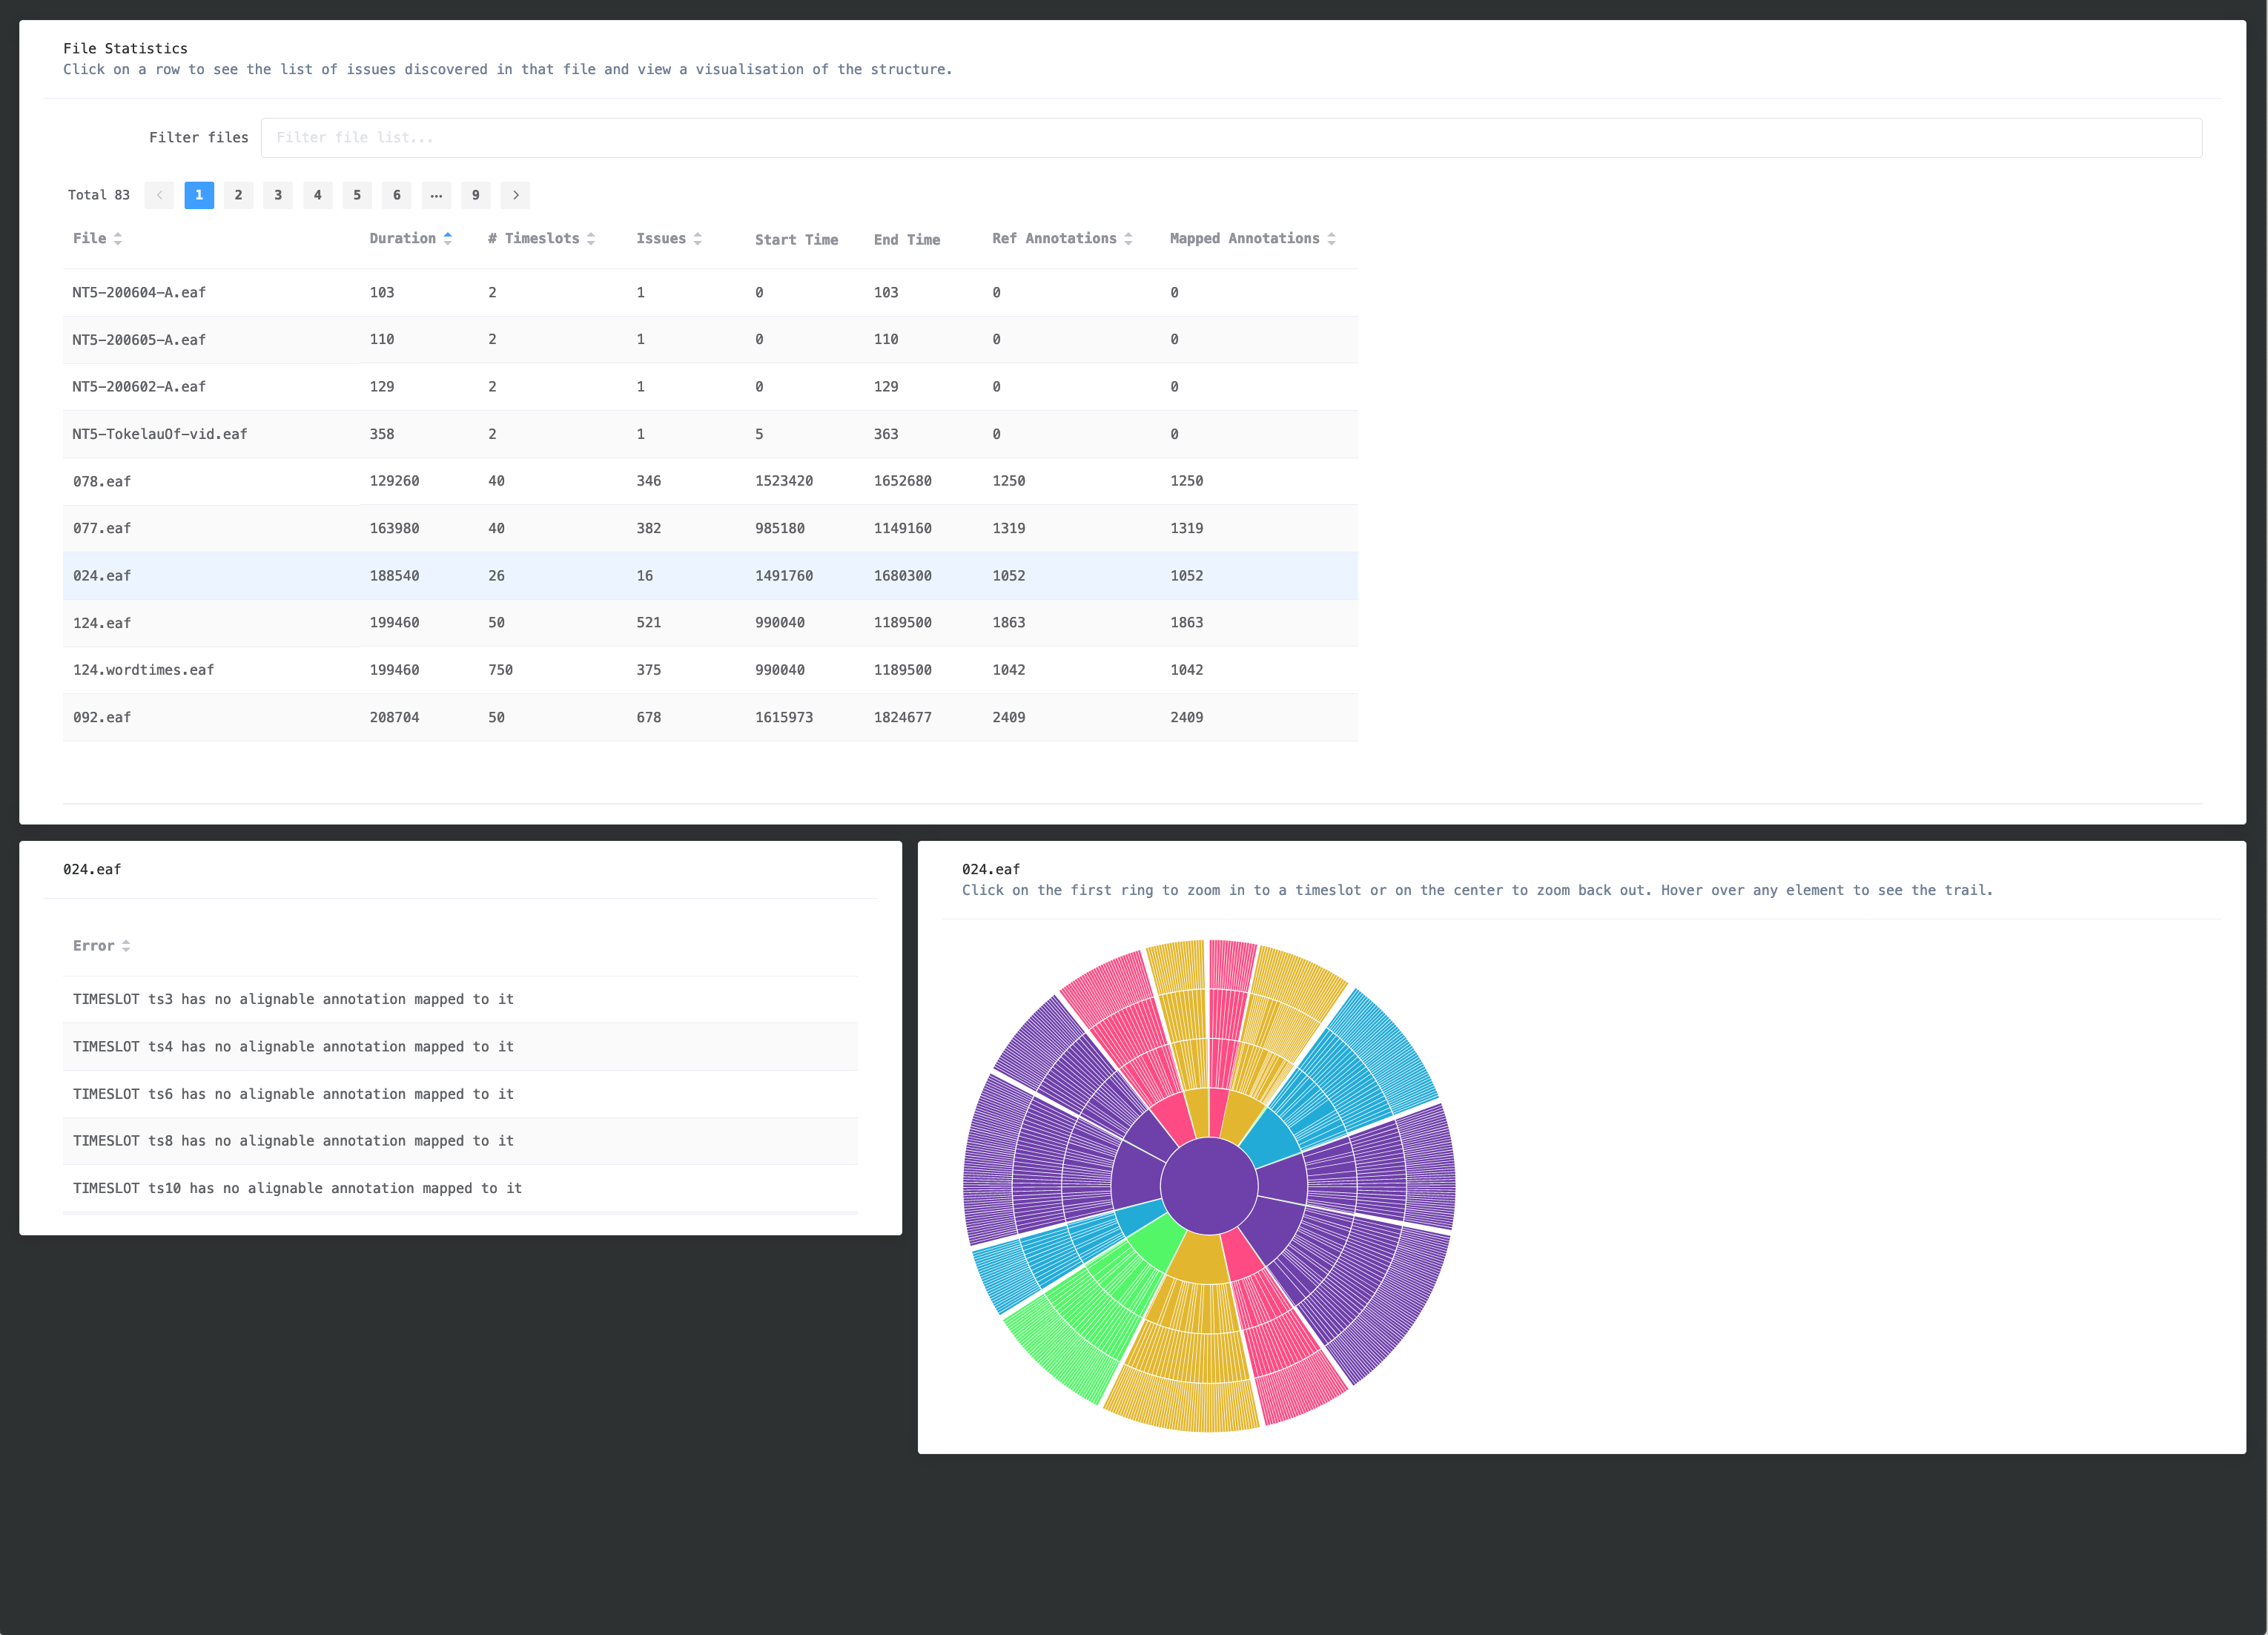 File Statistics
Click on a row to see the list of issues discovered in that file and view a visualisation of the structure.
Filter files Filter file list...
Total 83 1 2 3 4 5 6 ... 9
File Duration # Timeslots Issues Start Time End Time Ref Annotations Mapped Annotations
NT5-200604-A.eaf 103 2 1 0 103 0 0
NT5-200605-A.eaf 110 2 1 0 110 0 0
NT5-200602-A.eaf 129 2 1 0 129 0 0
NT5-TokelauOf-vid.eaf 358 2 1 5 363 0 0
078.eaf 129260 40 346 1523420 1652680 1250 1250
077.eaf 163980 40 382 985180 1149160 1319 1319
024.eaf 188540 26 16 1491760 1680300 1052 1052
124.eaf 199460 50 521 990040 1189500 1863 1863
124.wordtimes.eaf 199460 750 375 990040 1189500 1042 1042
092.eaf 208704 50 678 1615973 1824677 2409 2409
024.eaf
Error
TIMESLOT ts3 has no alignable annotation mapped to it
TIMESLOT ts4 has no alignable annotation mapped to it
TIMESLOT ts6 has no alignable annotation mapped to it
TIMESLOT ts8 has no alignable annotation mapped to it
TIMESLOT ts10 has no alignable annotation mapped to it
024.eaf
Click on the first ring to zoom in to a timeslot or on the center to zoom back out. Hover over any element to see the trail.